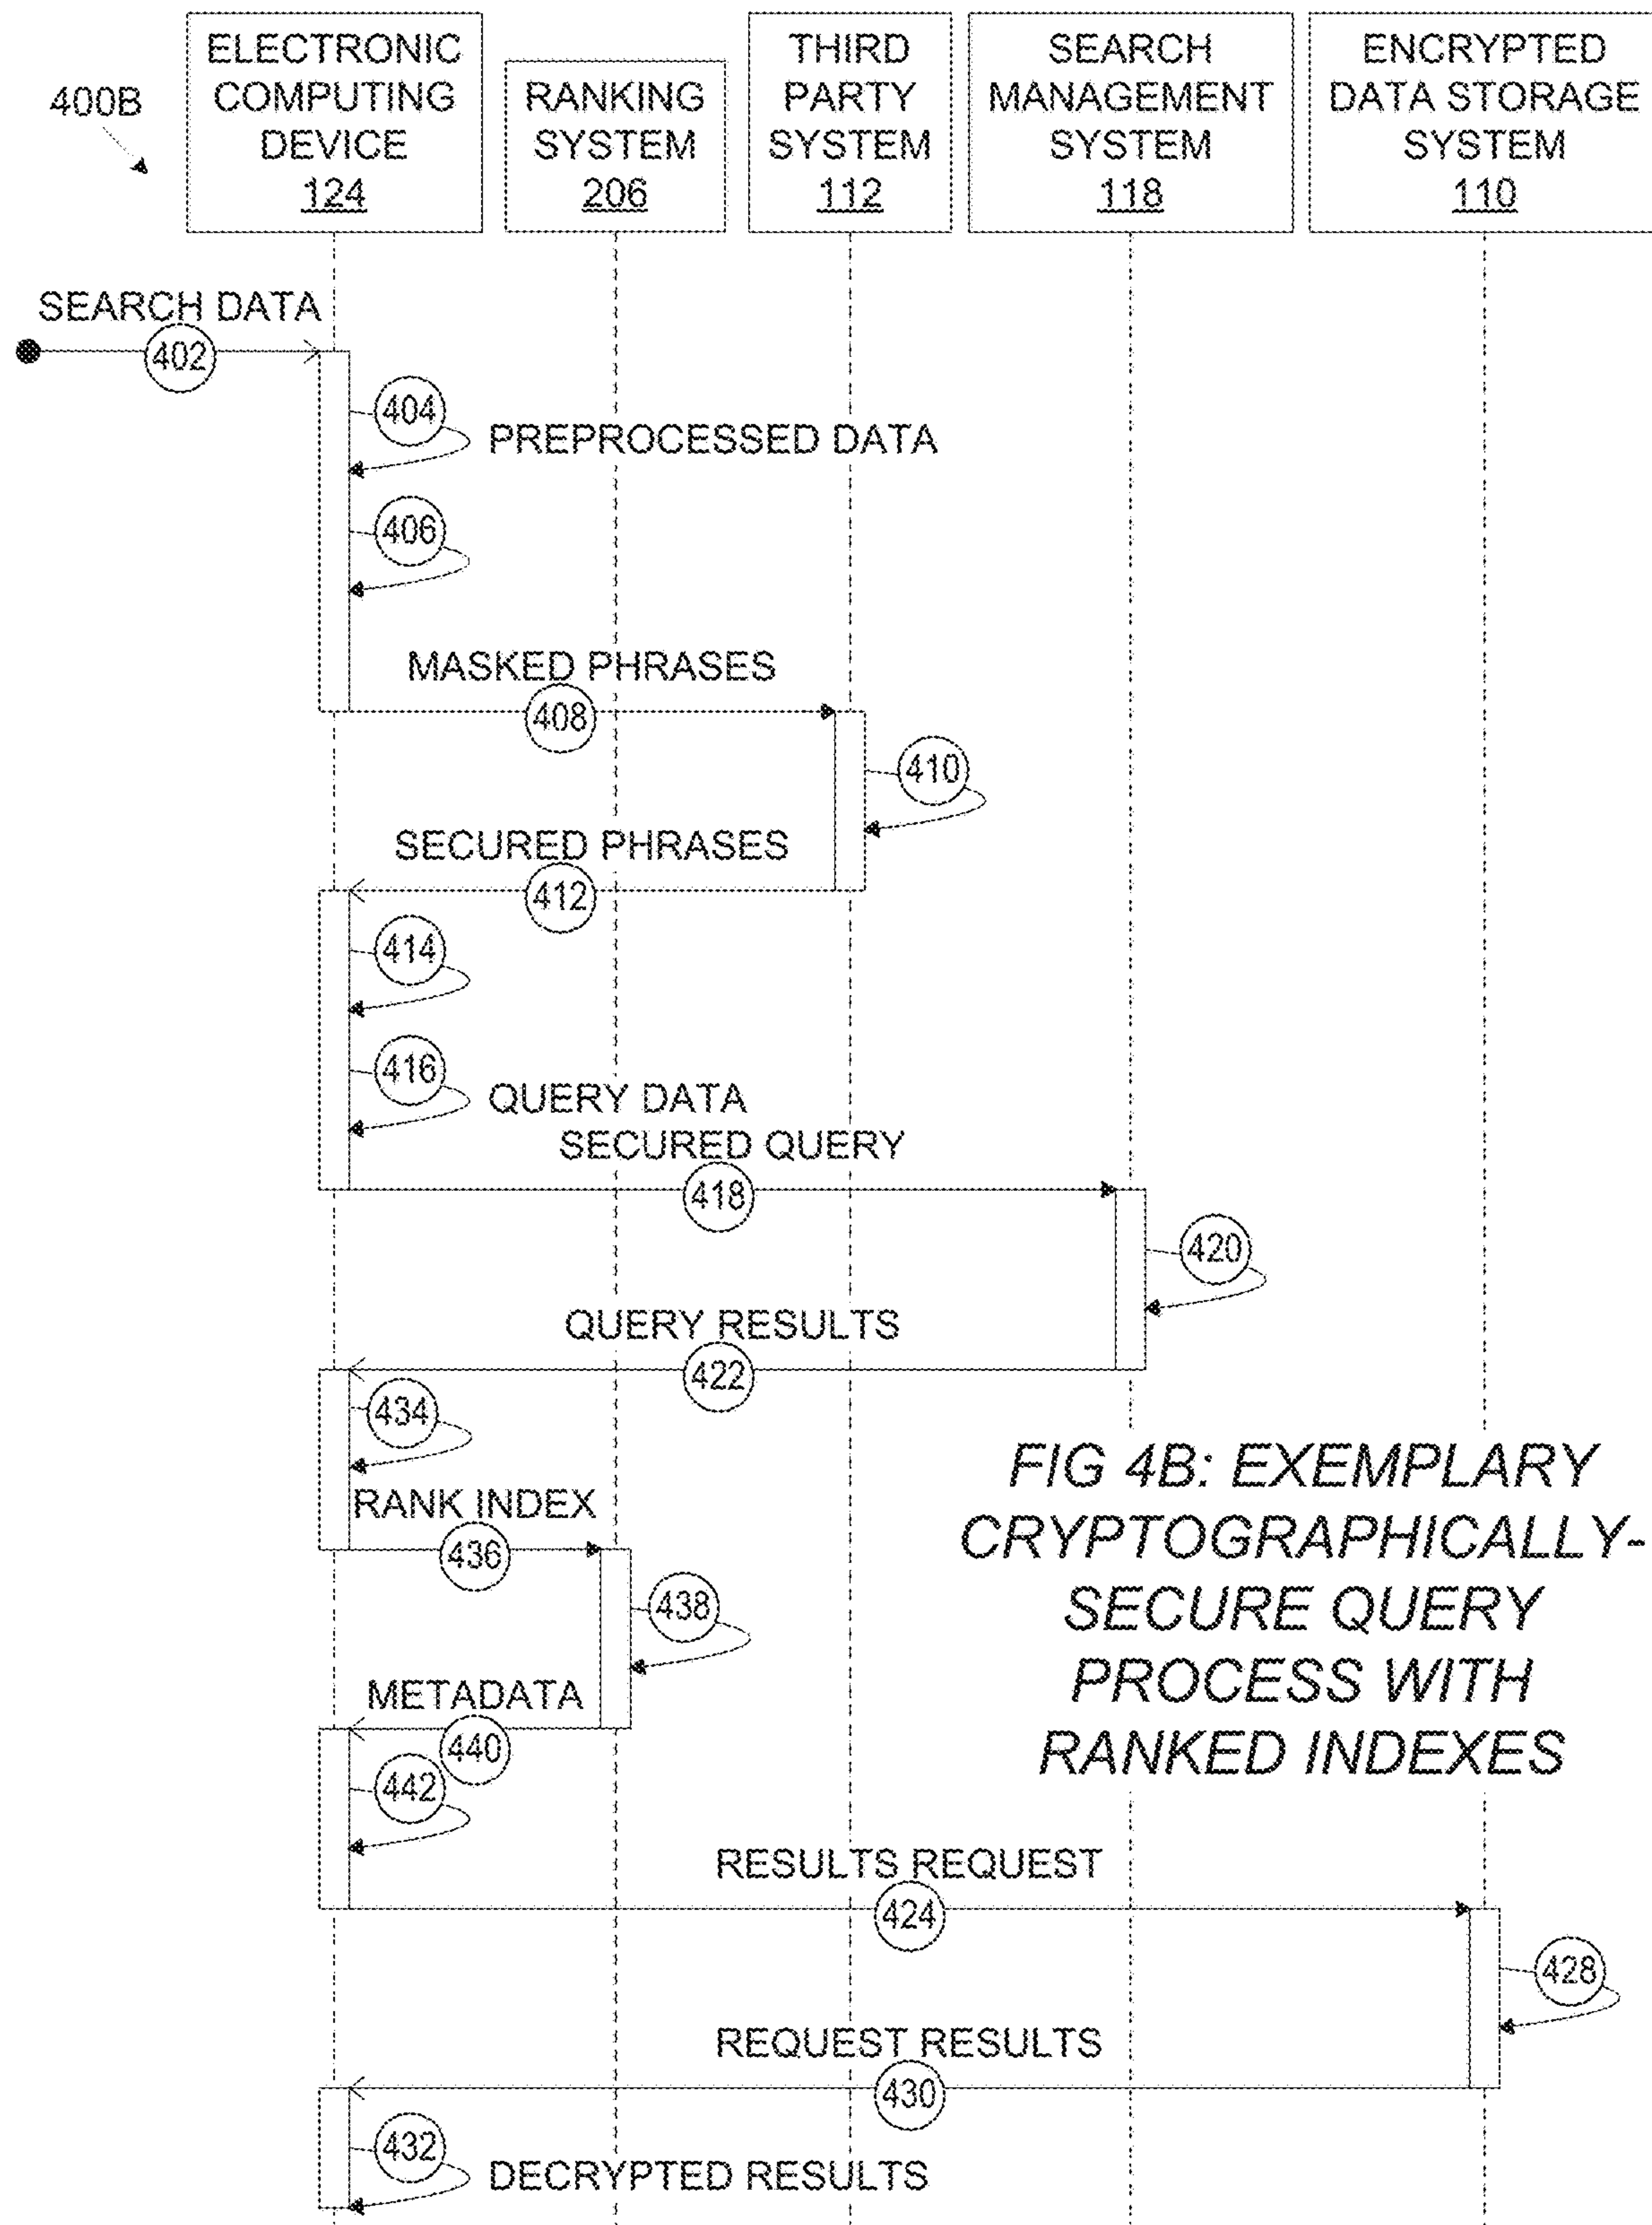 400B
ELECTRONIC
COMPUTING
DEVICE
124
RANKING
SYSTEM
206
THIRD
PARTY
SYSTEM
112
SEARCH
MANAGEMENT
SYSTEM
118
ENCRYPTED
DATA STORAGE
SYSTEM
110
SEARCH DATA
402
404
PREPROCESSED DATA
406
MASKED PHRASES
408
410
SECURED PHRASES
412
414
416
QUERY DATA
SECURED QUERY
418
420
QUERY RESULTS
422
434
RANK INDEX
436
438
METADATA
440
442
FIG 4B: EXEMPLARY
CRYPTOGRAPHICALLY-
SECURE QUERY
PROCESS WITH
RANKED INDEXES
RESULTS REQUEST
424
428
REQUEST RESULTS
430
432
DECRYPTED RESULTS